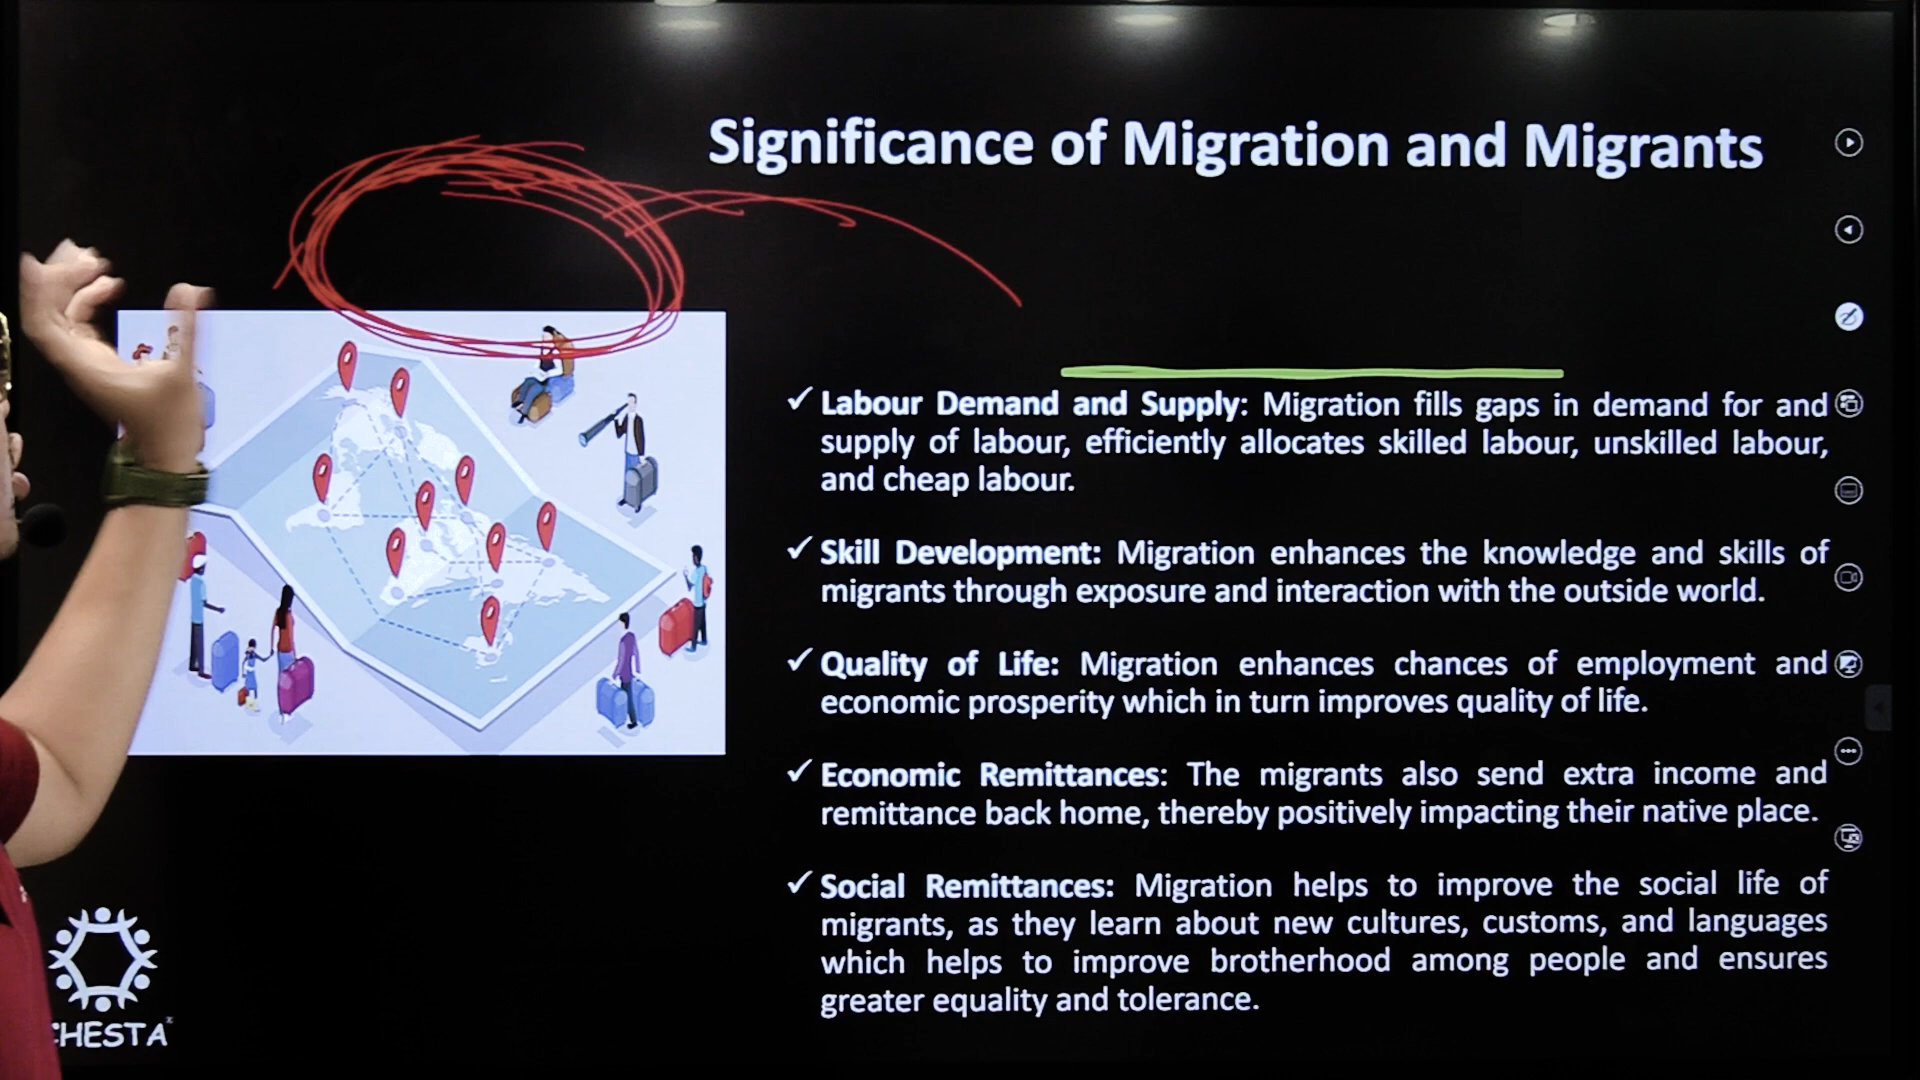 Significance of Migration and Migrants
✓ Labour Demand and Supply: Migration fills gaps in demand for and
supply of labour, efficiently allocates skilled labour, unskilled labour,
and cheap labour.
✓ Skill Development: Migration enhances the knowledge and skills of
migrants through exposure and interaction with the outside world.
✓ Quality of Life: Migration enhances chances of employment and
economic prosperity which in turn improves quality of life.
✓ Economic Remittances: The migrants also send extra income and
remittance back home, thereby positively impacting their native place.
✓ Social Remittances: Migration helps to improve the social life of
migrants, as they learn about new cultures, customs, and languages
which helps to improve brotherhood among people and ensures
greater equality and tolerance.
CHESTA